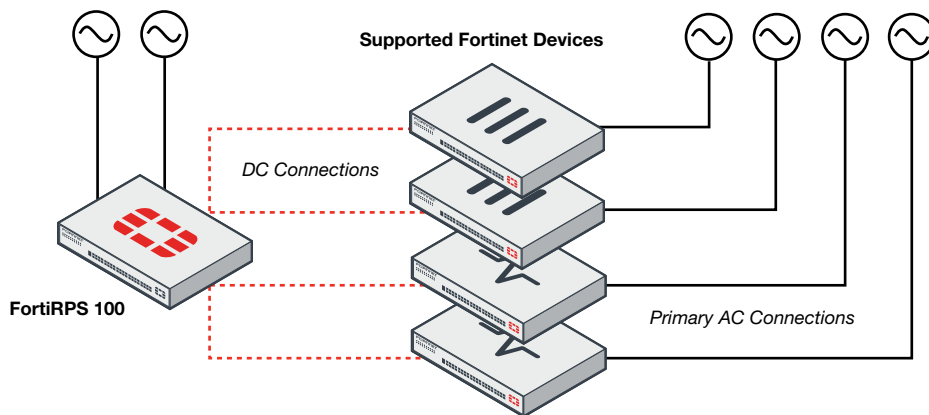 Supported Fortinet Devices
DC Connections
FortiRPS 100
Primary AC Connections